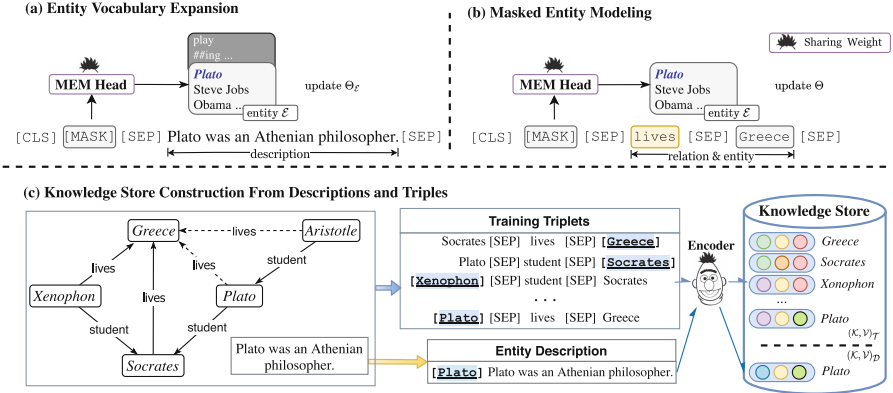 (a) Entity Vocabulary Expansion
play
##ing ...
Plato
Steve Jobs
Obama ...
entity ℰ
MEM Head
update Θ_ℰ
[CLS] [MASK] [SEP] Plato was an Athenian philosopher. [SEP]
description
(b) Masked Entity Modeling
Sharing Weight
MEM Head
Plato
Steve Jobs
Obama ...
entity ℰ
update Θ
[CLS] [MASK] [SEP] lives [SEP] Greece [SEP]
relation & entity
(c) Knowledge Store Construction From Descriptions and Triples
Greece
Aristotle
lives
lives
lives
student
Xenophon
lives
Plato
student
student
Socrates
Plato was an Athenian
philosopher.
Training Triplets
Socrates [SEP] lives [SEP] [Greece]
Plato [SEP] student [SEP] [Socrates]
[Xenophon] [SEP] student [SEP] Socrates
...
[Plato] [SEP] lives [SEP] Greece
Entity Description
[Plato] Plato was an Athenian philosopher.
Encoder
Knowledge Store
Greece
Socrates
Xonophon
...
Plato
(𝒦, 𝒱)_𝒯
(𝒦, 𝒱)_𝒟
Plato